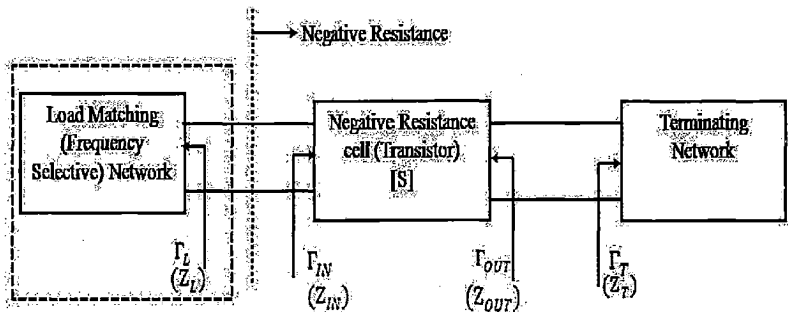 Negative Resistance
Load Matching
(Frequency
Selective) Network
Negative Resistance
cell (Transistor)
[S]
Terminating
Network
Γ_L
(Z_L)
Γ_IN
(Z_IN)
Γ_OUT
(Z_OUT)
Γ_T
(Z_T)